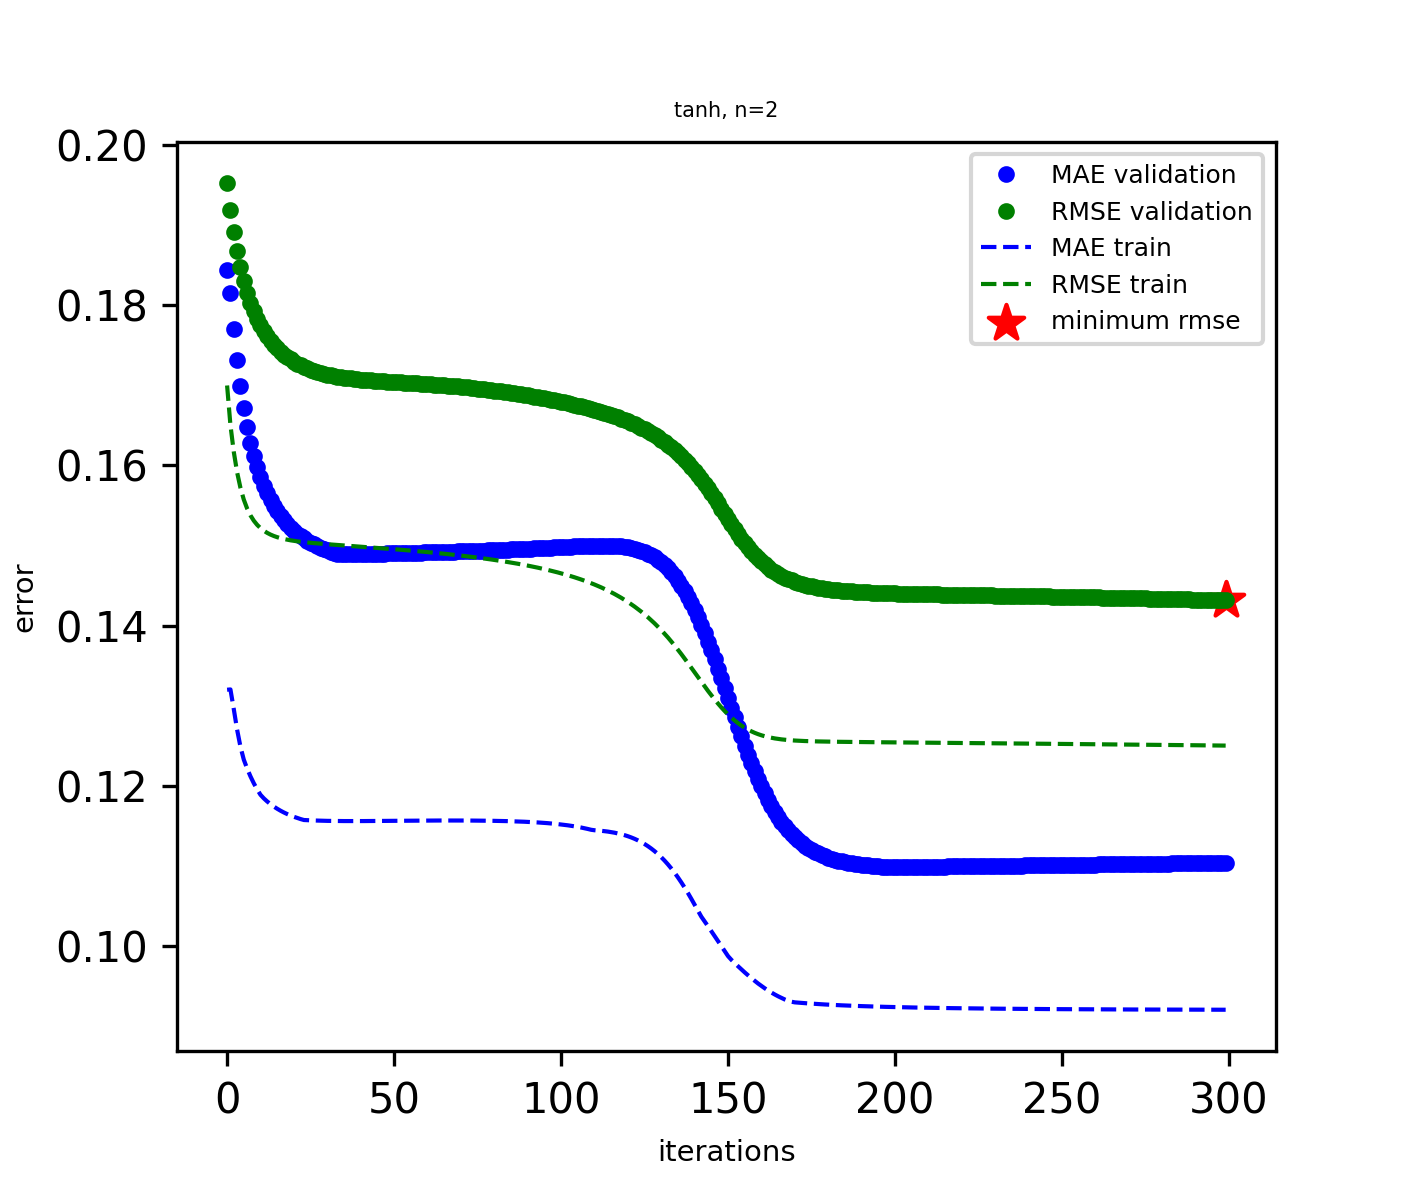 tanh, n=2
0.20
0.18
0.16
0.14
0.12
0.10
error
MAE validation
RMSE validation
MAE train
RMSE train
minimum rmse
0 50 100 150 200 250 300
iterations